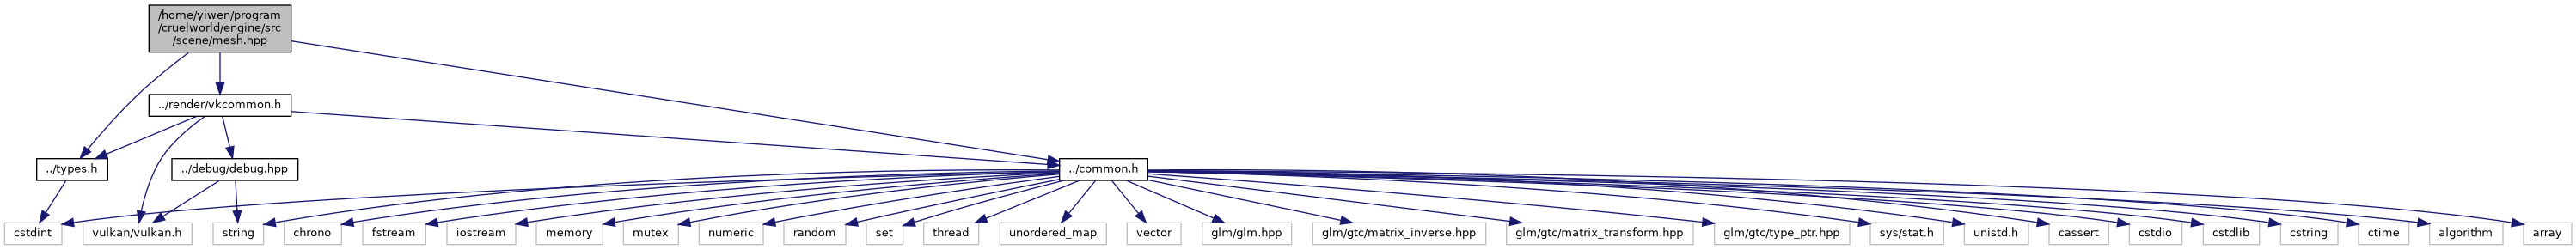 /home/yiwen/program
/cruelworld/engine/src
/scene/mesh.hpp
../render/vkcommon.h
../types.h
../debug/debug.hpp
../common.h
cstdint
vulkan/vulkan.h
string
chrono
fstream
iostream
memory
mutex
numeric
random
set
thread
unordered_map
vector
glm/glm.hpp
glm/gtc/matrix_inverse.hpp
glm/gtc/matrix_transform.hpp
glm/gtc/type_ptr.hpp
sys/stat.h
unistd.h
cassert
cstdio
cstdlib
cstring
ctime
algorithm
array